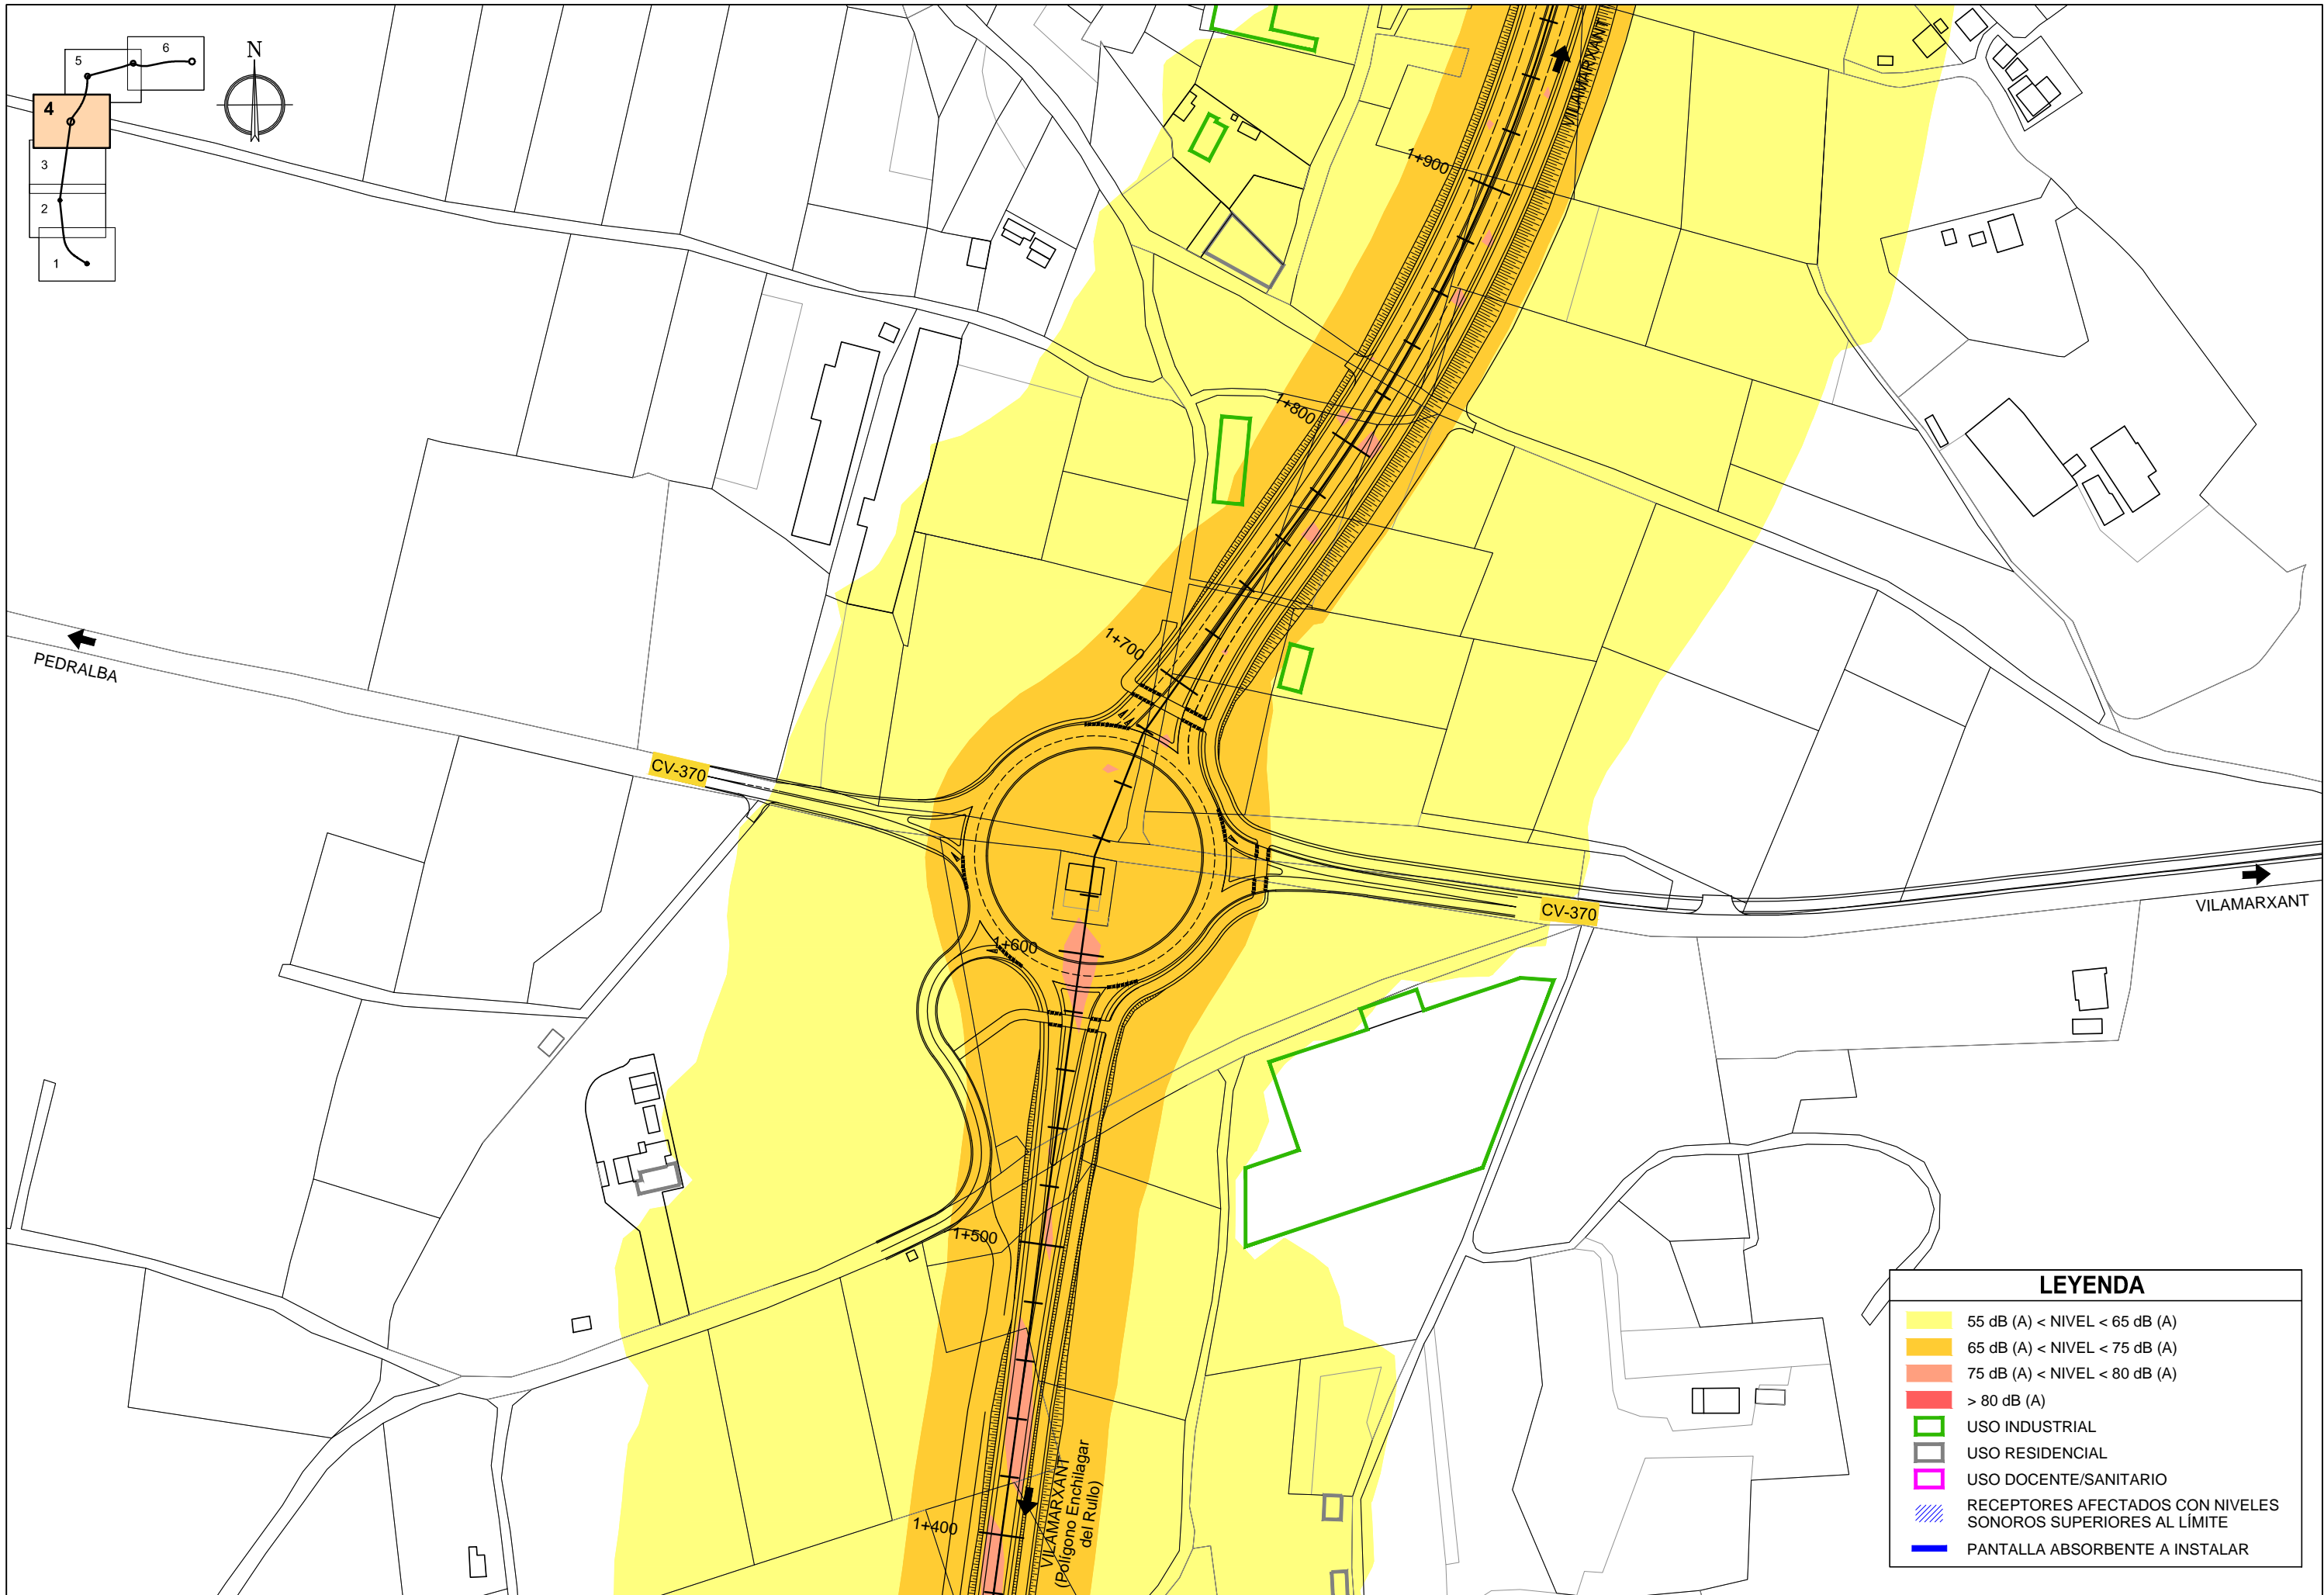 6
5
4
3
2
1
N
VILAMARXANT
1+900
1+800
1+700
PEDRALBA
CV-370
CV-370
VILAMARXANT
1+600
1+500
1+400
VILAMARXANT
(Polígono Enchilagar
del Rullo)
LEYENDA
55 dB (A) < NIVEL < 65 dB (A)
65 dB (A) < NIVEL < 75 dB (A)
75 dB (A) < NIVEL < 80 dB (A)
> 80 dB (A)
USO INDUSTRIAL
USO RESIDENCIAL
USO DOCENTE/SANITARIO
RECEPTORES AFECTADOS CON NIVELES
SONOROS SUPERIORES AL LÍMITE
PANTALLA ABSORBENTE A INSTALAR